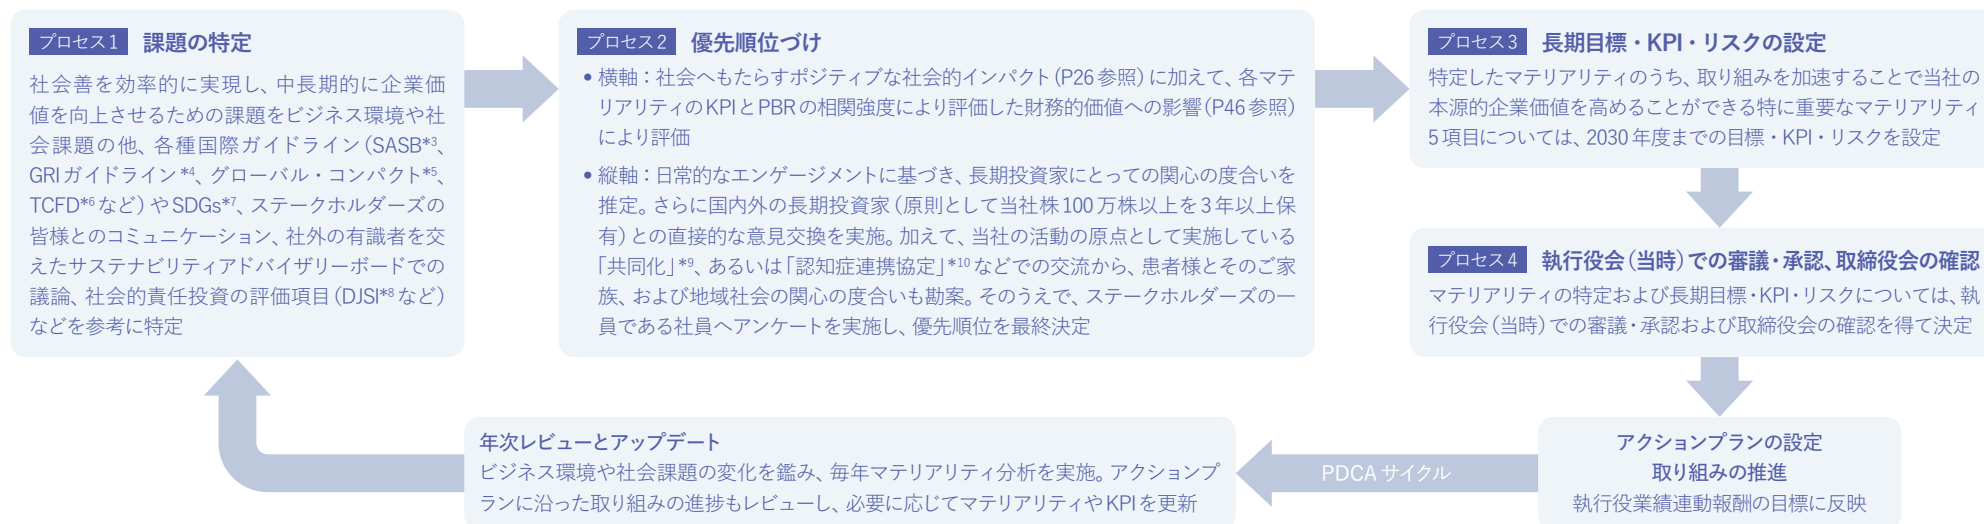 プロセス1 課題の特定
社会善を効率的に実現し、中長期的に企業価
値を向上させるための課題をビジネス環境や社
会課題の他、各種国際ガイドライン（SASB*3、
GRIガイドライン*4、グローバル・コンパクト*5、
TCFD*6など）やSDGs*7、ステークホルダーズの
皆様とのコミュニケーション、社外の有識者を交
えたサステナビリティアドバイザリーボードでの
議論、社会的責任投資の評価項目（DJSI*8など）
などを参考に特定
プロセス2 優先順位づけ
• 横軸：社会へもたらすポジティブな社会的インパクト（P26参照）に加えて、各マテ
リアリティのKPIとPBRの相関強度により評価した財務的価値への影響（P46参照）
により評価
• 縦軸：日常的なエンゲージメントに基づき、長期投資家にとっての関心の度合いを
推定。さらに国内外の長期投資家（原則として当社株100万株以上を3年以上保
有）との直接的な意見交換を実施。加えて、当社の活動の原点として実施している
「共同化」*9、あるいは「認知症連携協定」*10などでの交流から、患者様とそのご家
族、および地域社会の関心の度合いも勘案。そのうえで、ステークホルダーズの一
員である社員へアンケートを実施し、優先順位を最終決定
プロセス3 長期目標・KPI・リスクの設定
特定したマテリアリティのうち、取り組みを加速することで当社の
本源的企業価値を高めることができる特に重要なマテリアリティ
5項目については、2030年度までの目標・KPI・リスクを設定
プロセス4 執行役会（当時）での審議・承認、取締役会の確認
マテリアリティの特定および長期目標・KPI・リスクについては、執
行役会（当時）での審議・承認および取締役会の確認を得て決定
アクションプランの設定
取り組みの推進
執行役業績連動報酬の目標に反映
PDCAサイクル
年次レビューとアップデート
ビジネス環境や社会課題の変化を鑑み、毎年マテリアリティ分析を実施。アクションプ
ランに沿った取り組みの進捗もレビューし、必要に応じてマテリアリティやKPIを更新